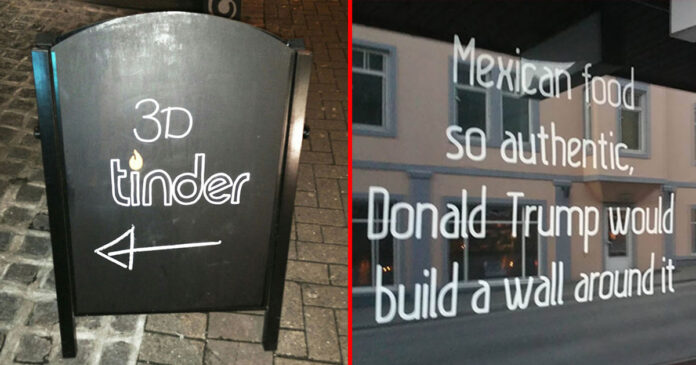 3D
tinder
Mexican food
so authentic,
Donald Trump would
build a wall around it